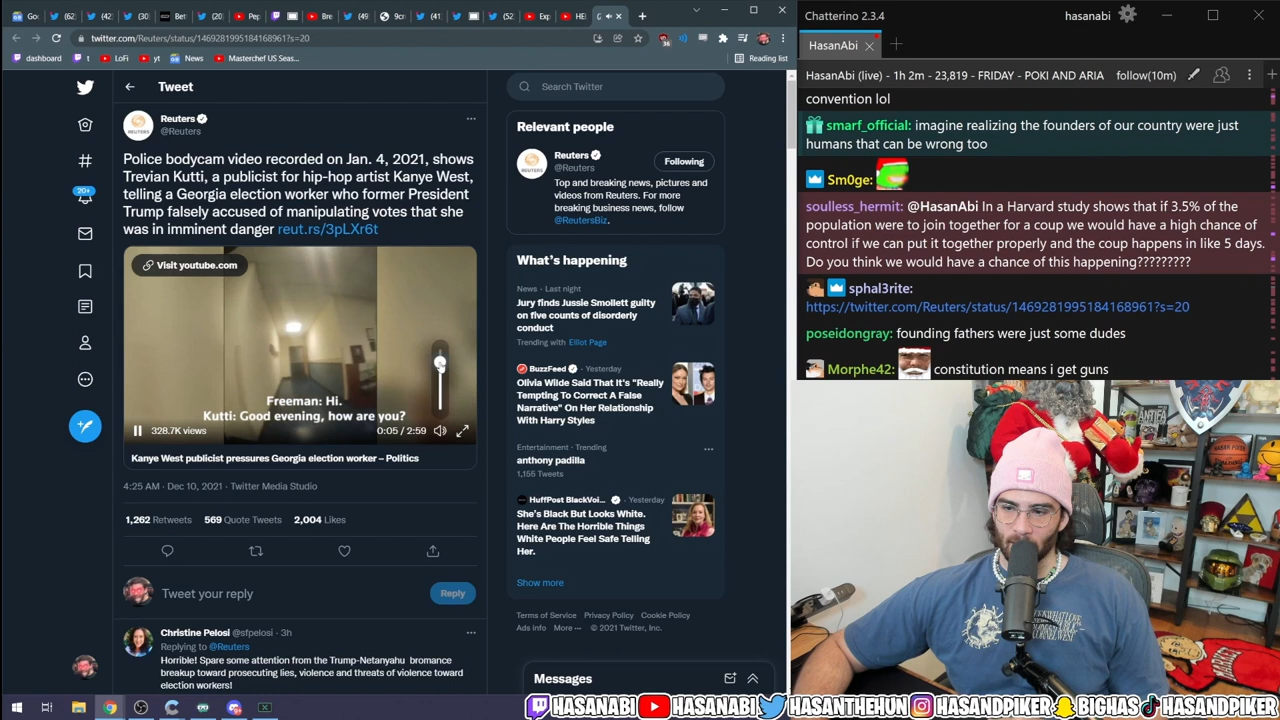 twitter.com/Reuters/status/1469281995184168961?s=20
dashboard
t
LoFi
yt
News
Masterchef US Seas...
Reading list
Tweet
Reuters
@Reuters
Police bodycam video recorded on Jan. 4, 2021, shows
Trevian Kutti, a publicist for hip-hop artist Kanye West,
telling a Georgia election worker who former President
Trump falsely accused of manipulating votes that she
was in imminent danger reut.rs/3pLXr6t
Visit youtube.com
Freeman: Hi.
Kutti: Good evening, how are you?
328.7K views
0:05 / 2:59
Kanye West publicist pressures Georgia election worker – Politics
4:25 AM · Dec 10, 2021 · Twitter Media Studio
1,262 Retweets 569 Quote Tweets 2,004 Likes
Tweet your reply
Reply
Christine Pelosi @sfpelosi · 3h
Replying to @Reuters
Horrible! Spare some attention from the Trump-Netanyahu bromance
breakup toward prosecuting lies, violence and threats of violence toward
election workers!
20+
Search Twitter
Relevant people
Reuters
@Reuters
Following
Top and breaking news, pictures and
videos from Reuters. For more
breaking business news, follow
@ReutersBiz.
What's happening
News · Last night
Jury finds Jussie Smollett guilty
on five counts of disorderly
conduct
Trending with Elliot Page
BuzzFeed · Yesterday
Olivia Wilde Said That It's "Really
Tempting To Correct A False
Narrative" On Her Relationship
With Harry Styles
Entertainment · Trending
anthony padilla
1,155 Tweets
HuffPost BlackVoi... · Yesterday
She's Black But Looks White.
Here Are The Horrible Things
White People Feel Safe Telling
Her.
Show more
Terms of Service Privacy Policy Cookie Policy
Ads info More ··· © 2021 Twitter, Inc.
Messages
Chatterino 2.3.4
hasanabi
HasanAbi
HasanAbi (live) - 1h 2m - 23,819 - FRIDAY - POKI AND ARIA
follow(10m)
convention lol
smarf_official: imagine realizing the founders of our country were just
humans that can be wrong too
Sm0ge:
soulless_hermit: @HasanAbi In a Harvard study shows that if 3.5% of the
population were to join together for a coup we would have a high chance of
control if we can put it together properly and the coup happens in like 5 days.
Do you think we would have a chance of this happening?????????
sphal3rite:
https://twitter.com/Reuters/status/1469281995184168961?s=20
poseidongray: founding fathers were just some dudes
Morphe42: constitution means i get guns
ANTIFA
HASANABI HASANABI HASANTHEHUN HASANDPIKER BIGHAS HASANDPIKER